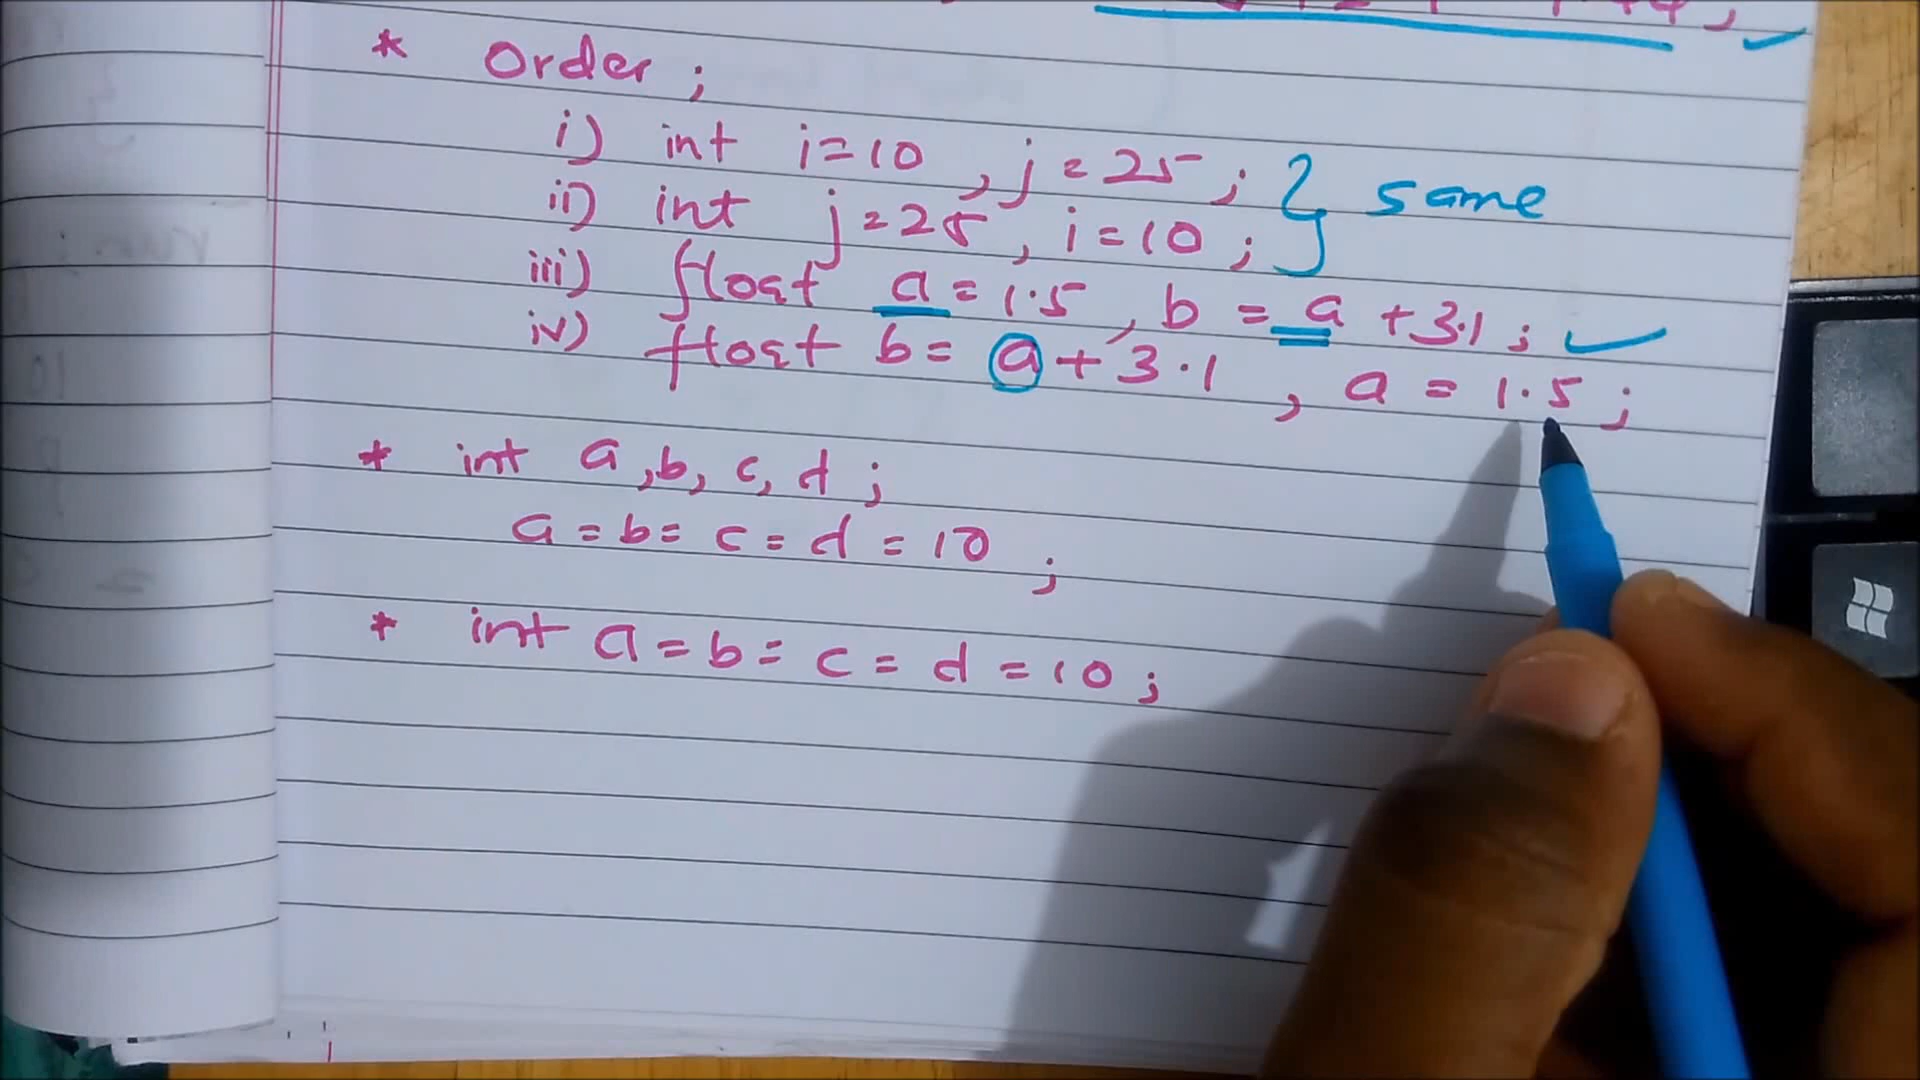 * Order ;
i) int i=10 , j=25 ; } same
ii) int j=25 , i=10 ;
iii) float a = 1.5 , b = a +3.1 ; ✓
iv) float b= a + 3.1 , a = 1.5 ;
* int a,b, c, d ;
a = b = c = d = 10 ;
* int a = b = c = d = 10 ;